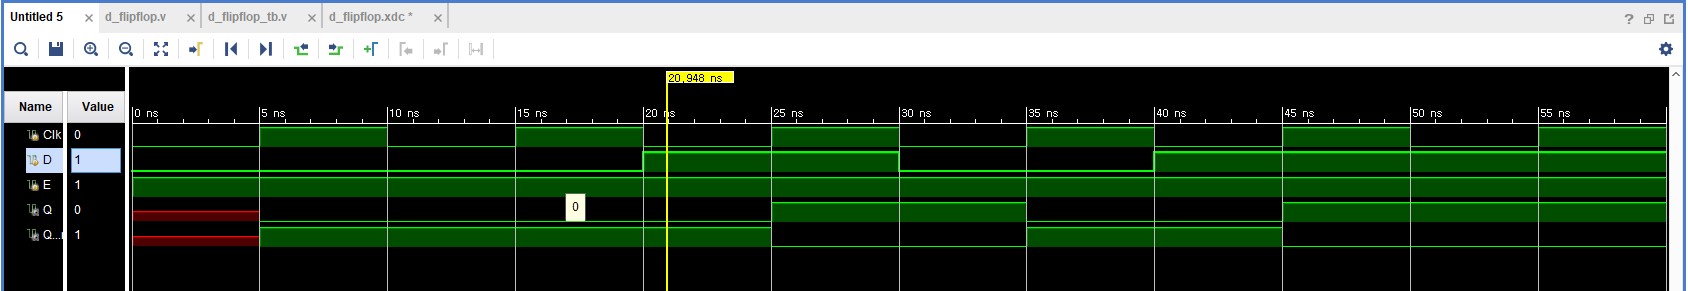 Untitled 5 × d_flipflop.v × d_flipflop_tb.v × d_flipflop.xdc * ×
20,948 ns
Name Value
0 ns 5 ns 10 ns 15 ns 20 ns 25 ns 30 ns 35 ns 40 ns 45 ns 50 ns 55 ns
Clk 0
D 1
E 1
Q 0 0
Q... 1